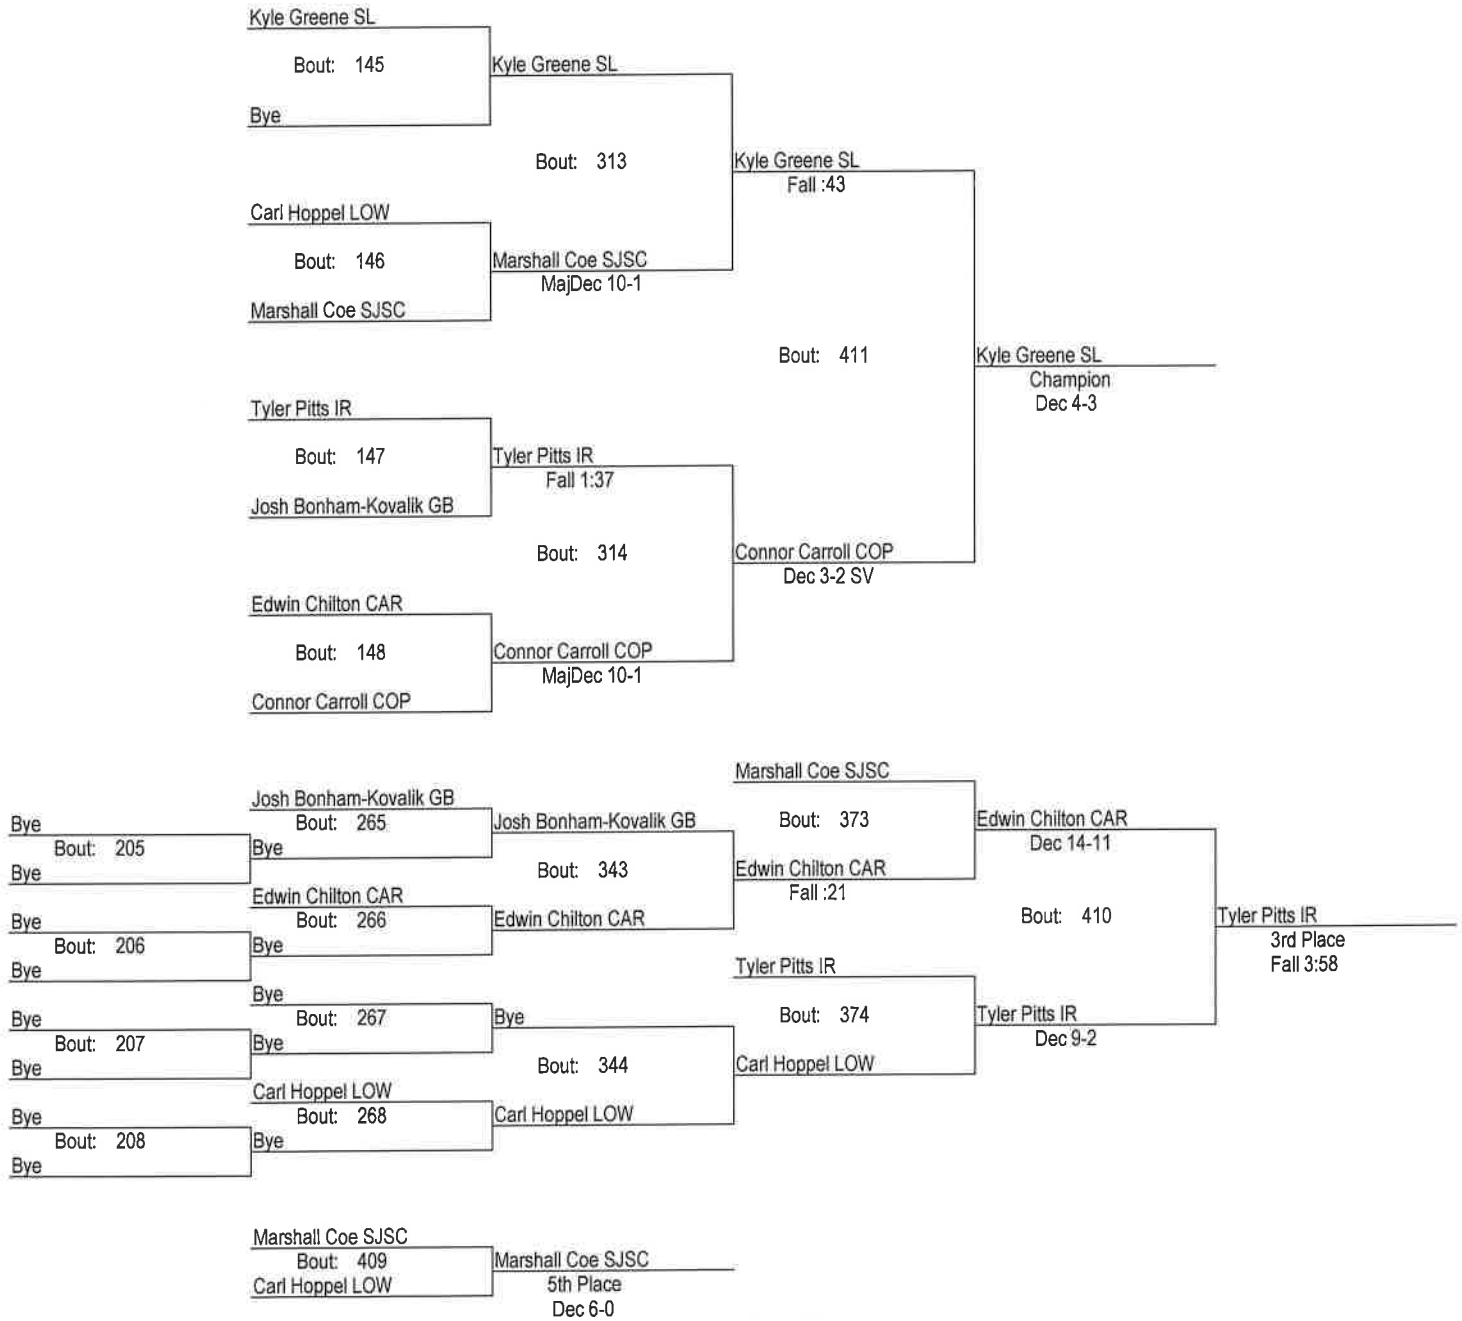 Kyle Greene SL
Bout: 145
Bye
Kyle Greene SL
Bout: 313
Carl Hoppel LOW
Bout: 146
Marshall Coe SJSC
Marshall Coe SJSC
MajDec 10-1
Kyle Greene SL
Fall :43
Bout: 411
Tyler Pitts IR
Bout: 147
Josh Bonham-Kovalik GB
Tyler Pitts IR
Fall 1:37
Bout: 314
Edwin Chilton CAR
Bout: 148
Connor Carroll COP
Connor Carroll COP
MajDec 10-1
Connor Carroll COP
Dec 3-2 SV
Kyle Greene SL
Champion
Dec 4-3
Bye
Bout: 205
Bye
Bye
Bout: 206
Bye
Bye
Bout: 207
Bye
Bye
Bout: 208
Bye
Josh Bonham-Kovalik GB
Bout: 265
Bye
Edwin Chilton CAR
Bout: 266
Bye
Bye
Bout: 267
Bye
Carl Hoppel LOW
Bout: 268
Bye
Josh Bonham-Kovalik GB
Bout: 343
Edwin Chilton CAR
Bye
Bout: 344
Carl Hoppel LOW
Marshall Coe SJSC
Bout: 373
Edwin Chilton CAR
Fall :21
Tyler Pitts IR
Bout: 374
Carl Hoppel LOW
Edwin Chilton CAR
Dec 14-11
Bout: 410
Tyler Pitts IR
Dec 9-2
Tyler Pitts IR
3rd Place
Fall 3:58
Marshall Coe SJSC
Bout: 409
Carl Hoppel LOW
Marshall Coe SJSC
5th Place
Dec 6-0